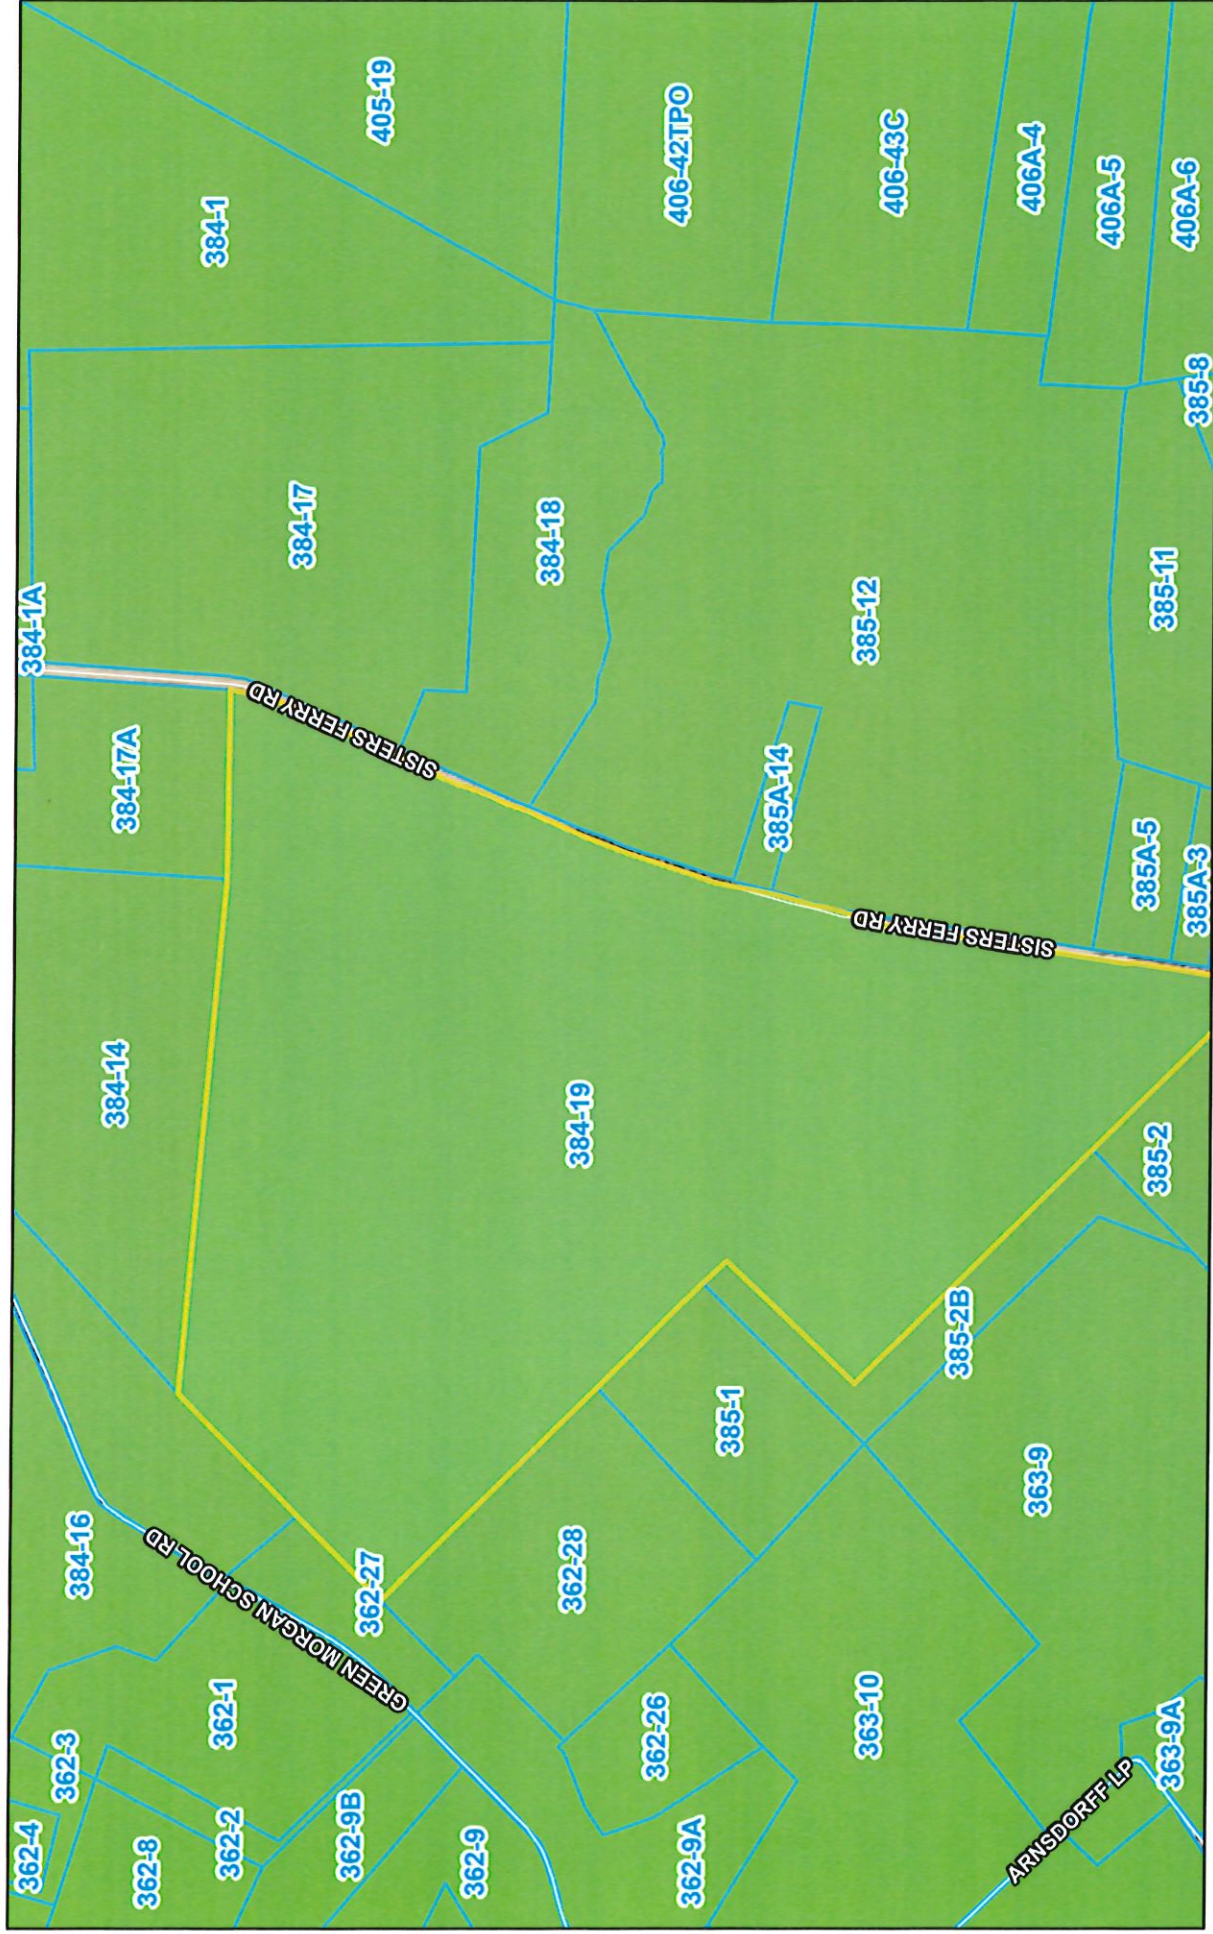 362-4
384-1A
362-3
384-16
384-14
384-17A
362-8
362-2
362-1
384-1
GREEN MORGAN SCHOOL RD
384-17
SISTERS FERRY RD
362-9B
362-27
405-19
362-9
362-28
384-19
384-18
362-26
406-42TPO
362-9A
385-1
385A-14
363-10
385-12
406-43C
SISTERS FERRY RD
385-2B
363-9
406A-4
ARNSDORFF LP
406A-5
385A-5
385-2
385-11
363-9A
385A-3
385-8
406A-6